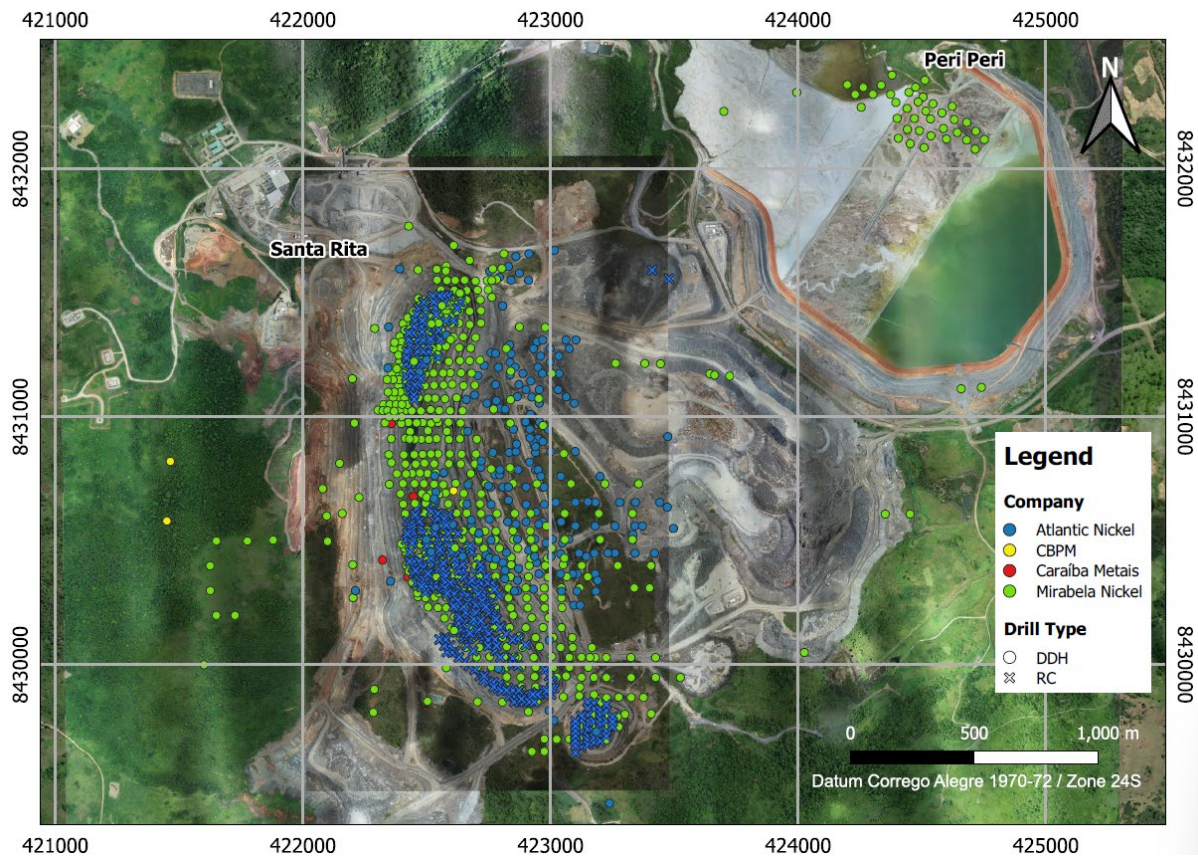 421000 422000 423000 424000 425000
Peri Peri
N
8432000 8432000
Santa Rita
8431000 8431000
Legend
Company
Atlantic Nickel
CBPM
Caraíba Metais
Mirabela Nickel
Drill Type
DDH
RC
8430000 8430000
0 500 1,000 m
Datum Corrego Alegre 1970-72 / Zone 24S
421000 422000 423000 424000 425000